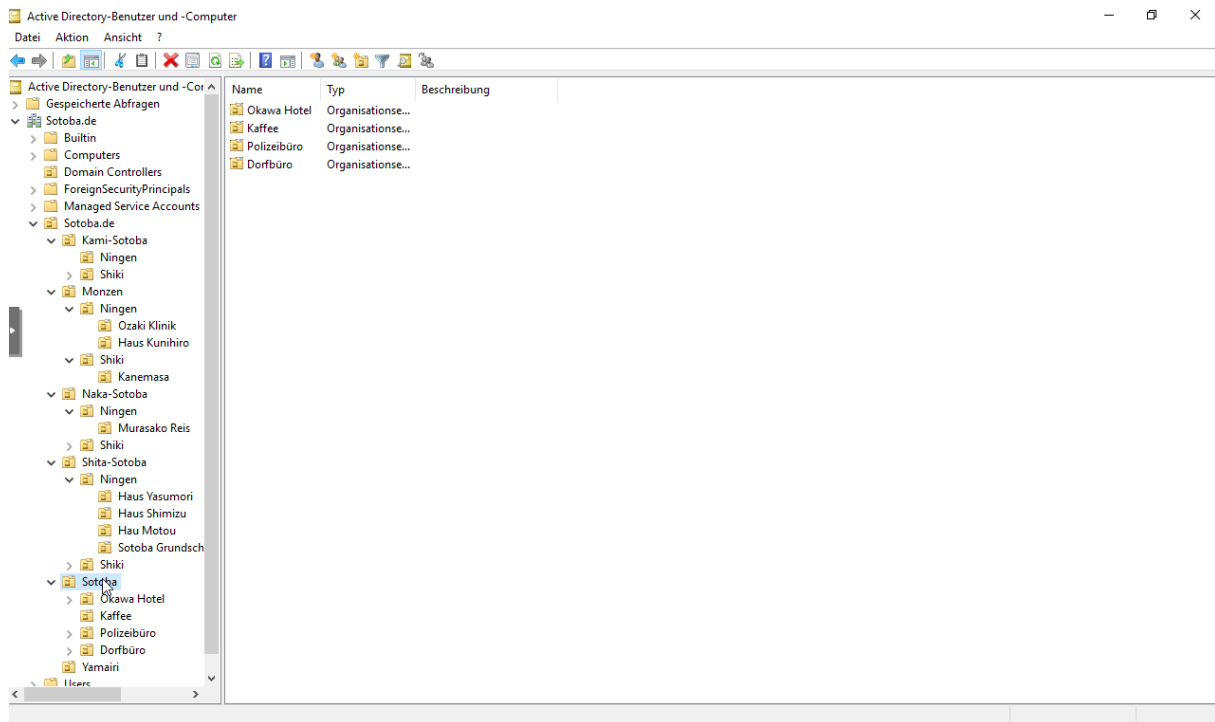 Active Directory-Benutzer und -Computer
Datei Aktion Ansicht ?
Active Directory-Benutzer und -Cor
Gespeicherte Abfragen
Sotoba.de
Builtin
Computers
Domain Controllers
ForeignSecurityPrincipals
Managed Service Accounts
Sotoba.de
Kami-Sotoba
Ningen
Shiki
Monzen
Ningen
Ozaki Klinik
Haus Kunihiro
Shiki
Kanemasa
Naka-Sotoba
Ningen
Murasako Reis
Shiki
Shita-Sotoba
Ningen
Haus Yasumori
Haus Shimizu
Hau Motou
Sotoba Grundsch
Shiki
Sotoba
Okawa Hotel
Kaffee
Polizeibüro
Dorfbüro
Yamairi
Users
Name Typ Beschreibung
Okawa Hotel Organisationse...
Kaffee Organisationse...
Polizeibüro Organisationse...
Dorfbüro Organisationse...